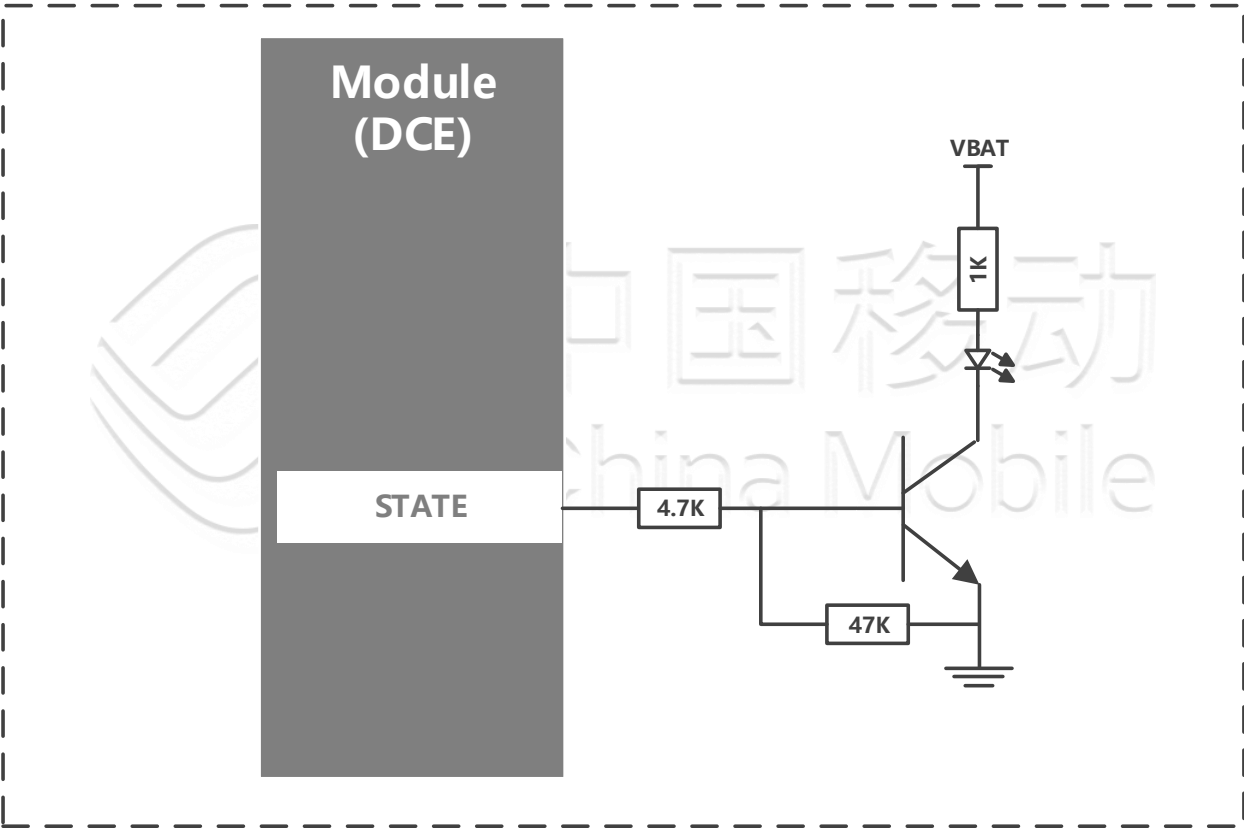 Module
(DCE)
VBAT
1K
中国移动
China Mobile
STATE
4.7K
47K